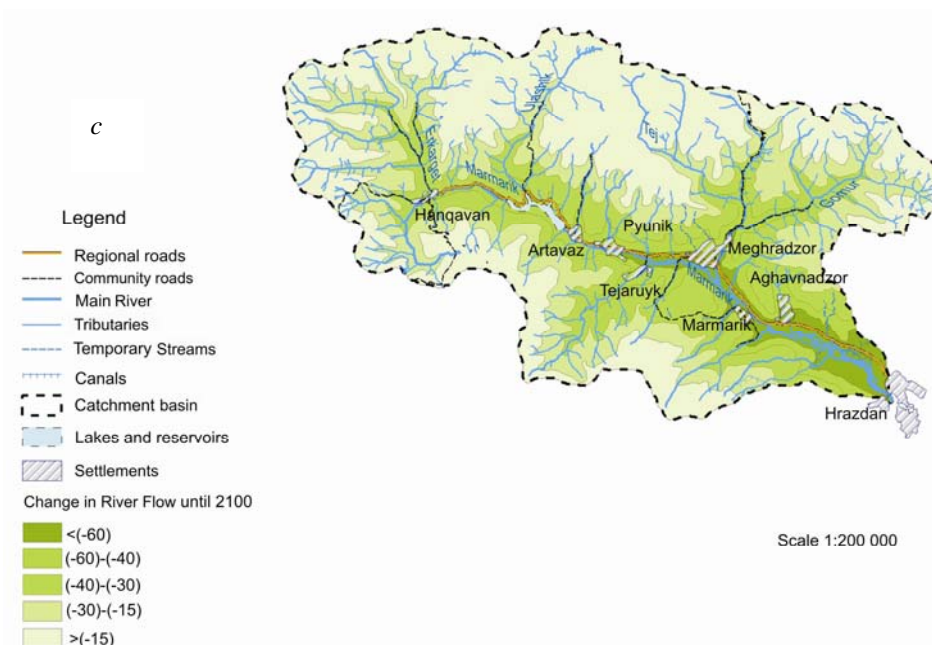 c
Legend
Regional roads
Community roads
Main River
Tributaries
Temporary Streams
Canals
Catchment basin
Lakes and reservoirs
Settlements
Change in River Flow until 2100
<(-60)
(-60)-(-40)
(-40)-(-30)
(-30)-(-15)
>(-15)
Marmarik
Ulashik
Tej
Gomur
Hanqavan
Artavaz
Pyunik
Meghradzor
Tejaruyk
Marmarik
Aghavnadzor
Marmarik
Hrazdan
Scale 1:200 000